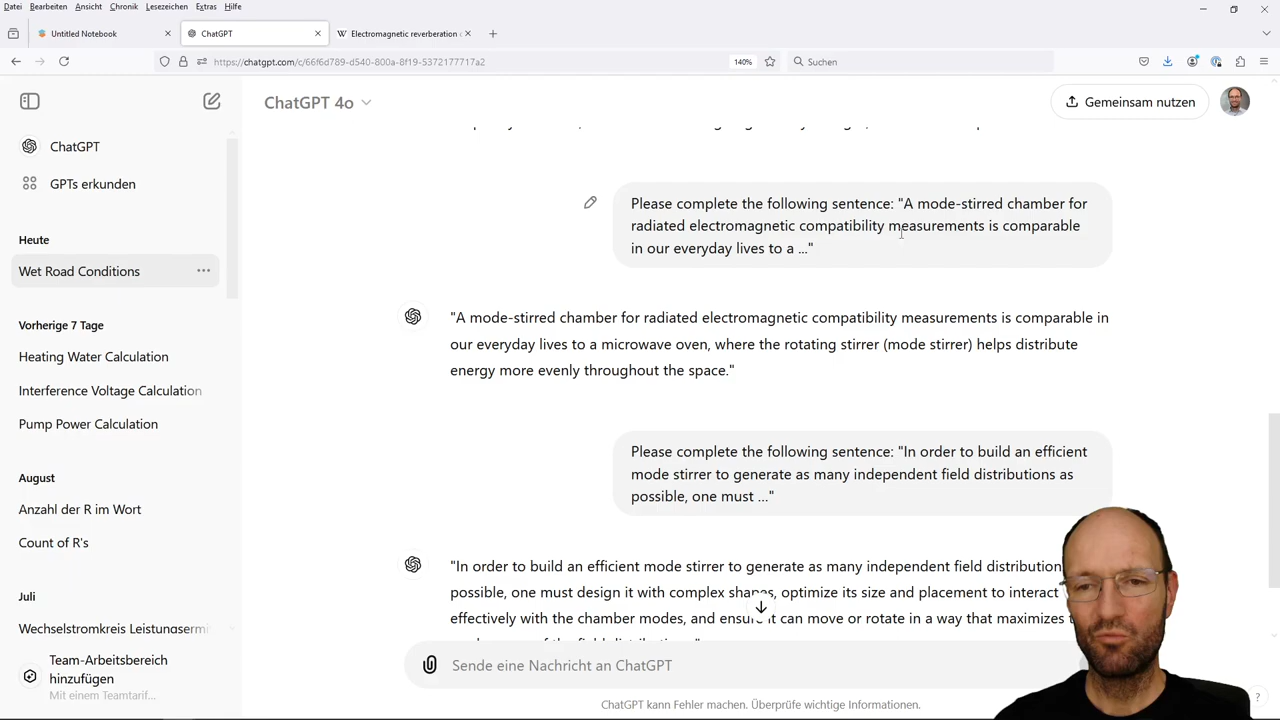 Datei Bearbeiten Ansicht Chronik Lesezeichen Extras Hilfe
Untitled Notebook
ChatGPT
Electromagnetic reverberation
https://chatgpt.com/c/66f6d789-d540-800a-8f19-5372177717a2
140%
Suchen
ChatGPT 4o
Gemeinsam nutzen
ChatGPT
GPTs erkunden
Heute
Wet Road Conditions
Vorherige 7 Tage
Heating Water Calculation
Interference Voltage Calculation
Pump Power Calculation
August
Anzahl der R im Wort
Count of R's
Juli
Wechselstromkreis Leistungsermi
Team-Arbeitsbereich
hinzufügen
Mit einem Teamtarif...
Please complete the following sentence: "A mode-stirred chamber for
radiated electromagnetic compatibility measurements is comparable
in our everyday lives to a ..."
"A mode-stirred chamber for radiated electromagnetic compatibility measurements is comparable in
our everyday lives to a microwave oven, where the rotating stirrer (mode stirrer) helps distribute
energy more evenly throughout the space."
Please complete the following sentence: "In order to build an efficient
mode stirrer to generate as many independent field distributions as
possible, one must ..."
"In order to build an efficient mode stirrer to generate as many independent field distribution
possible, one must design it with complex shapes, optimize its size and placement to interact
effectively with the chamber modes, and ensure it can move or rotate in a way that maximizes
Sende eine Nachricht an ChatGPT
ChatGPT kann Fehler machen. Überprüfe wichtige Informationen.
?